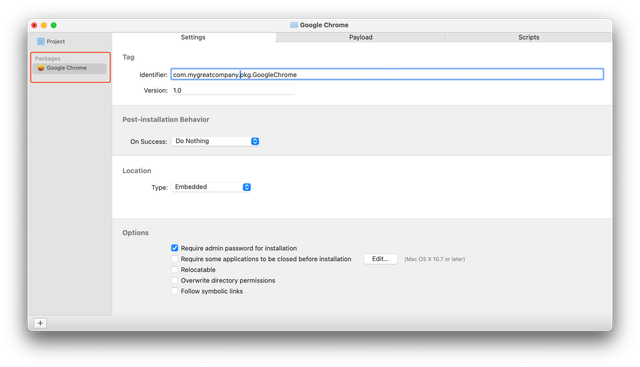 Google Chrome
Project
Packages
Google Chrome
Settings Payload Scripts
Tag
Identifier: com.mygreatcompany.pkg.GoogleChrome
Version: 1.0
Post-installation Behavior
On Success: Do Nothing
Location
Type: Embedded
Options
Require admin password for installation
Require some applications to be closed before installation Edit... (Mac OS X 10.7 or later)
Relocatable
Overwrite directory permissions
Follow symbolic links
+